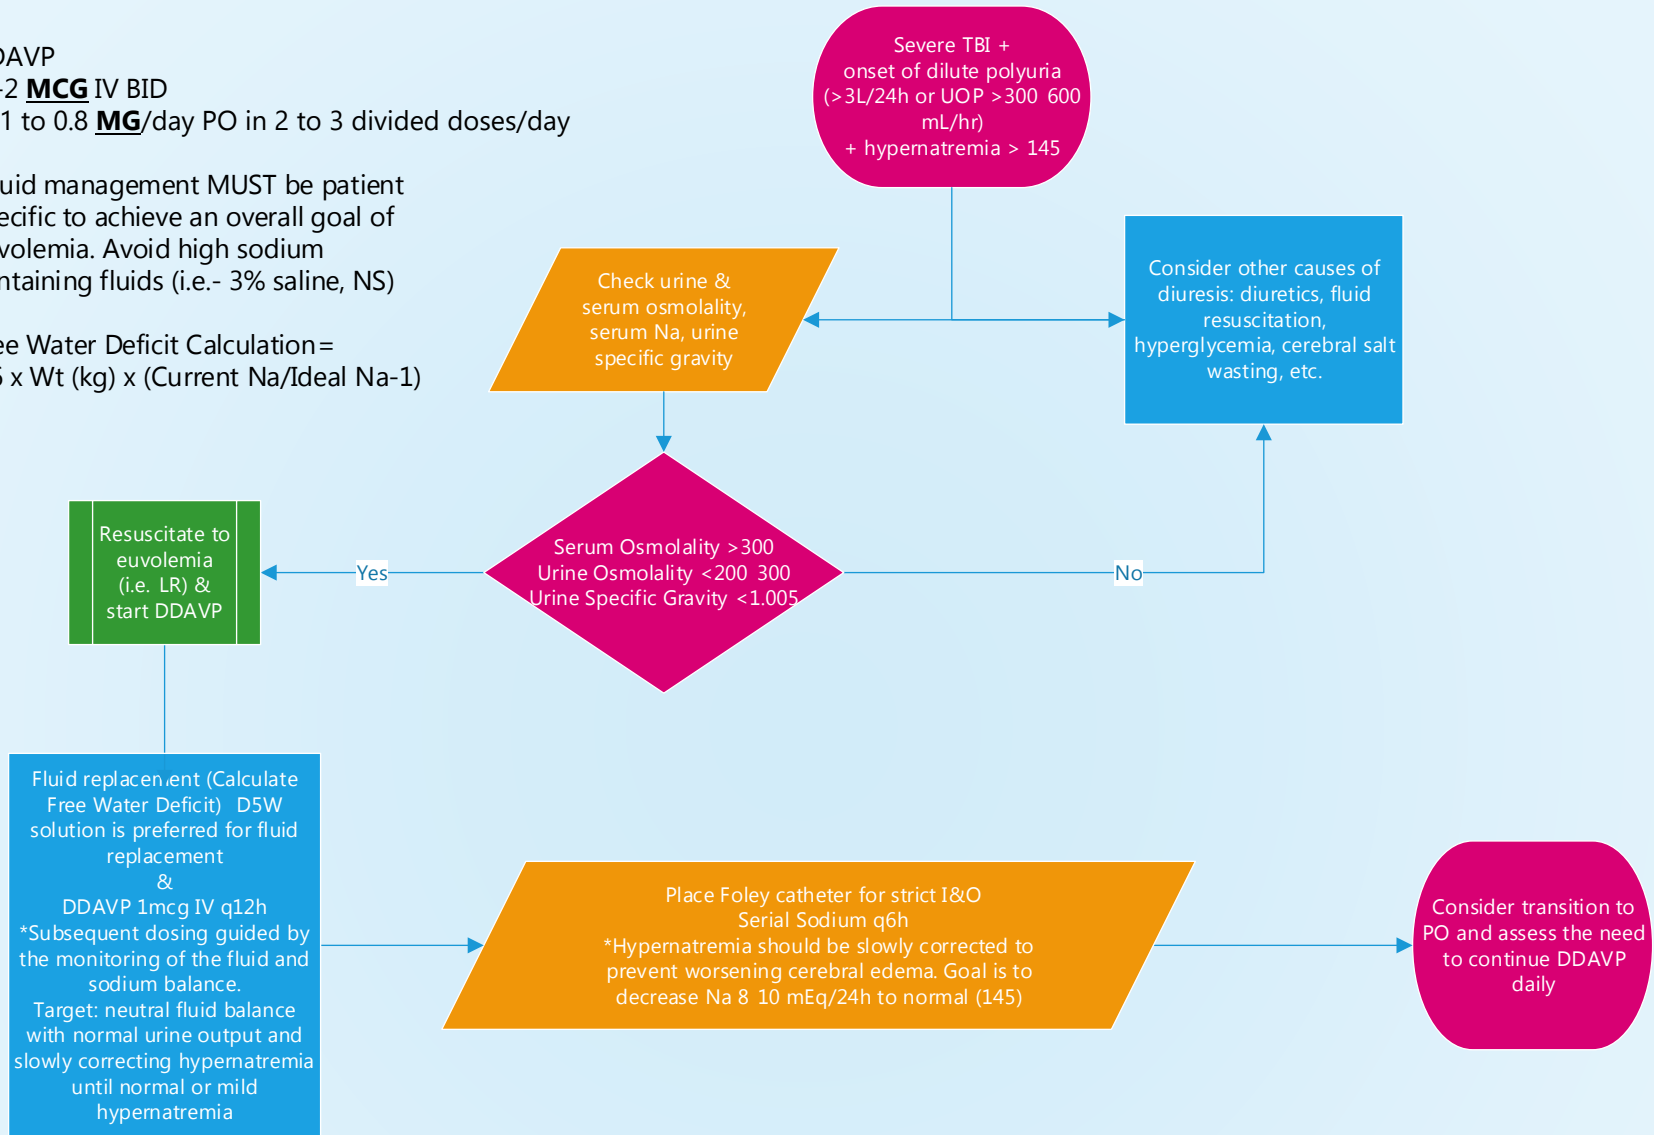 DAVP
-2 MCG IV BID
1 to 0.8 MG/day PO in 2 to 3 divided doses/day
uid management MUST be patient
ecific to achieve an overall goal of
volemia. Avoid high sodium
ntaining fluids (i.e.- 3% saline, NS)
ee Water Deficit Calculation=
x Wt (kg) x (Current Na/Ideal Na-1)
Severe TBI +
onset of dilute polyuria
(>3L/24h or UOP >300 600
mL/hr)
+ hypernatremia > 145
Check urine &
serum osmolality,
serum Na, urine
specific gravity
Consider other causes of
diuresis: diuretics, fluid
resuscitation,
hyperglycemia, cerebral salt
wasting, etc.
Serum Osmolality >300
Urine Osmolality <200 300
Urine Specific Gravity <1.005
Yes
No
Resuscitate to
euvolemia
(i.e. LR) &
start DDAVP
Fluid replacement (Calculate
Free Water Deficit) D5W
solution is preferred for fluid
replacement
&
DDAVP 1mcg IV q12h
*Subsequent dosing guided by
the monitoring of the fluid and
sodium balance.
Target: neutral fluid balance
with normal urine output and
slowly correcting hypernatremia
until normal or mild
hypernatremia
Place Foley catheter for strict I&O
Serial Sodium q6h
*Hypernatremia should be slowly corrected to
prevent worsening cerebral edema. Goal is to
decrease Na 8 10 mEq/24h to normal (145)
Consider transition to
PO and assess the need
to continue DDAVP
daily